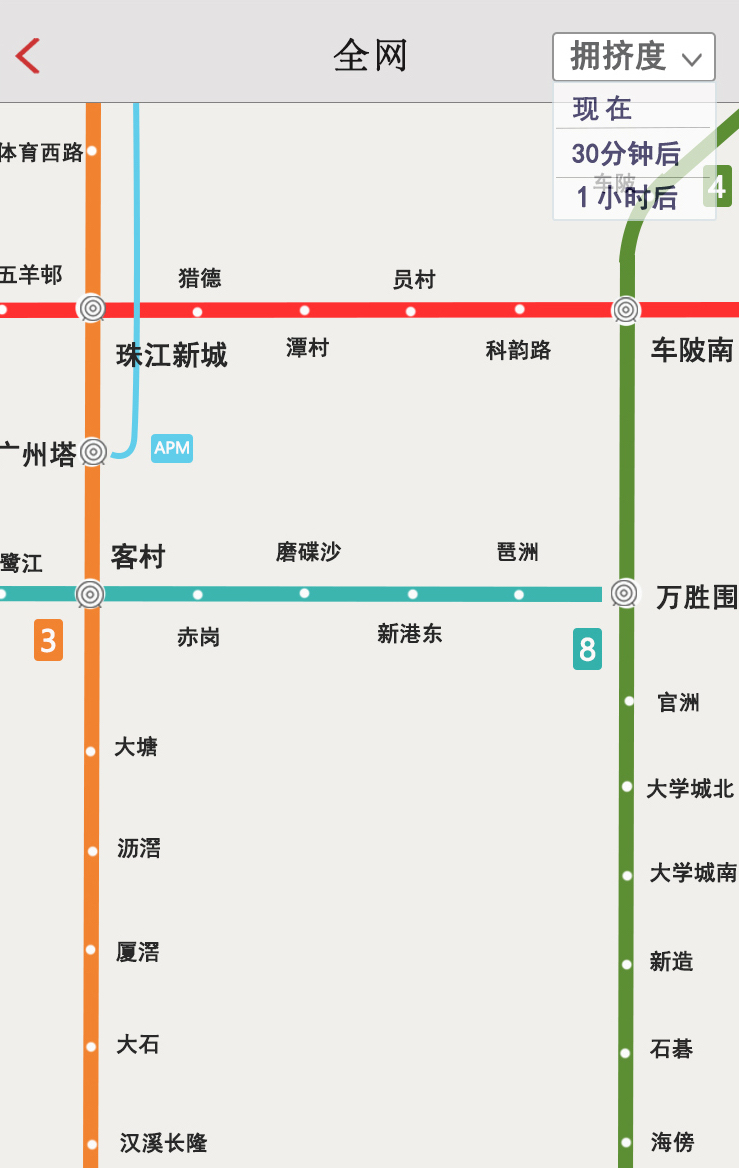 全网
拥挤度
现在
30分钟后
1小时后
体育西路
车陂
4
五羊邨
猎德
员村
珠江新城
潭村
科韵路
车陂南
广州塔
APM
鹭江
客村
磨碟沙
琶洲
万胜围
赤岗
新港东
3
8
官洲
大塘
大学城北
沥滘
大学城南
厦滘
新造
大石
石碁
汉溪长隆
海傍